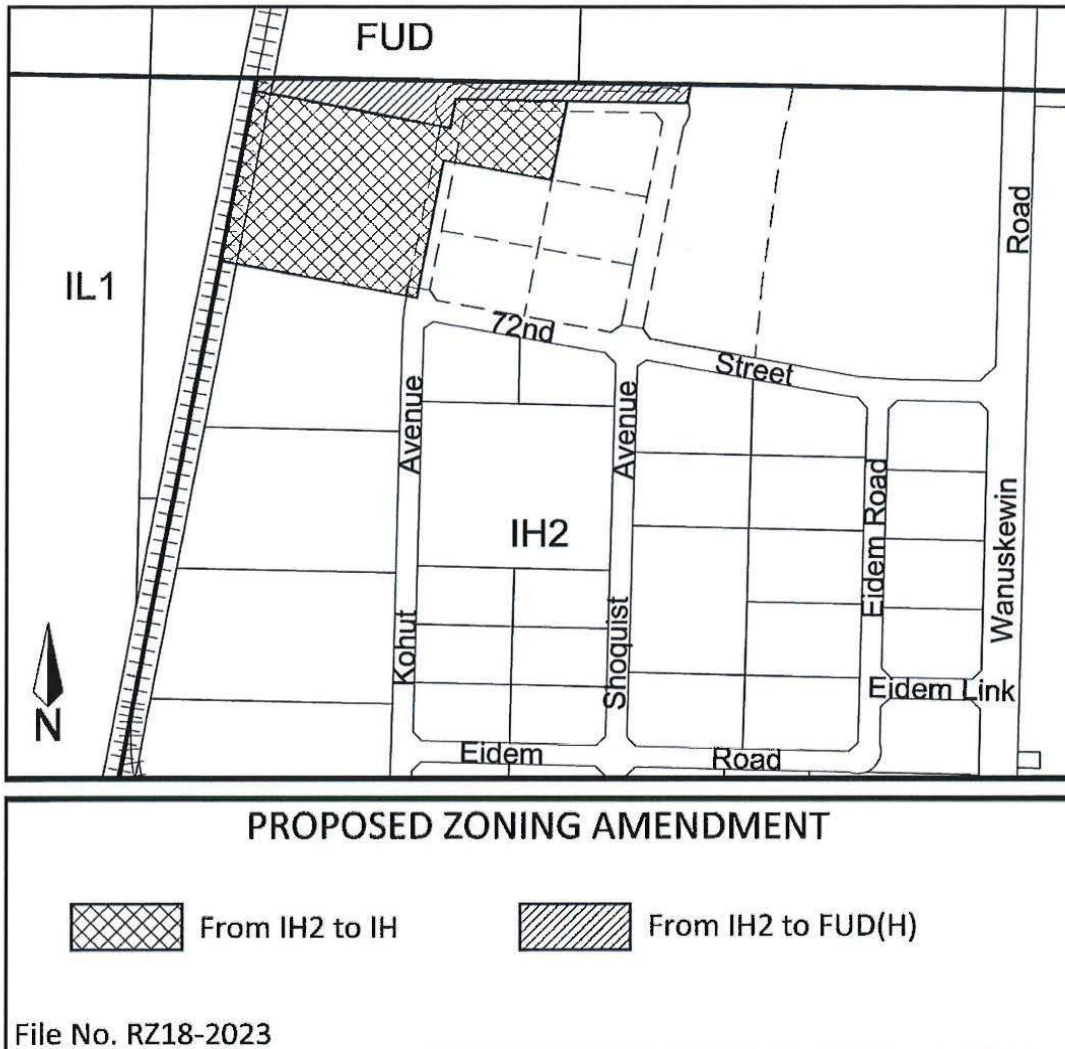 FUD
IL1
72nd
Street
Road
Avenue
Avenue
IH2
Eidem Road
Wanuskewin
Kohut
Shoquist
Eidem Link
Eidem
Road
N
PROPOSED ZONING AMENDMENT
From IH2 to IH
From IH2 to FUD(H)
File No. RZ18-2023